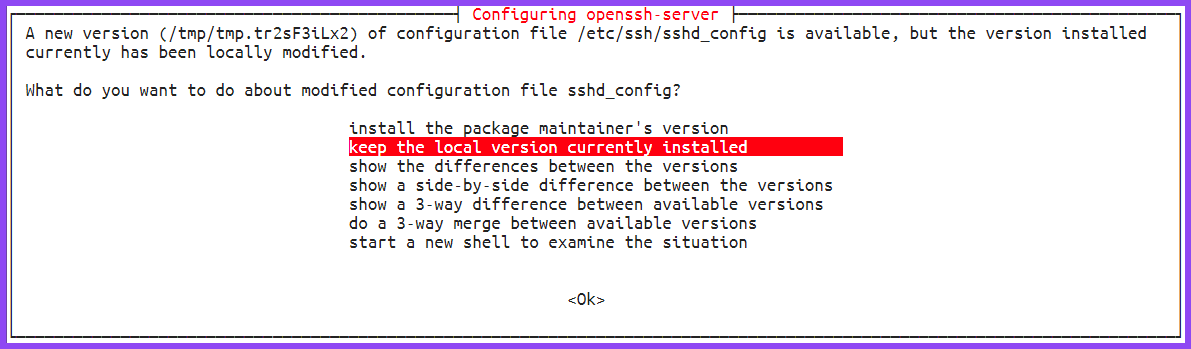 Configuring openssh-server
A new version (/tmp/tmp.tr2sF3iLx2) of configuration file /etc/ssh/sshd_config is available, but the version installed
currently has been locally modified.
What do you want to do about modified configuration file sshd_config?
install the package maintainer's version
keep the local version currently installed
show the differences between the versions
show a side-by-side difference between the versions
show a 3-way difference between available versions
do a 3-way merge between available versions
start a new shell to examine the situation
<Ok>